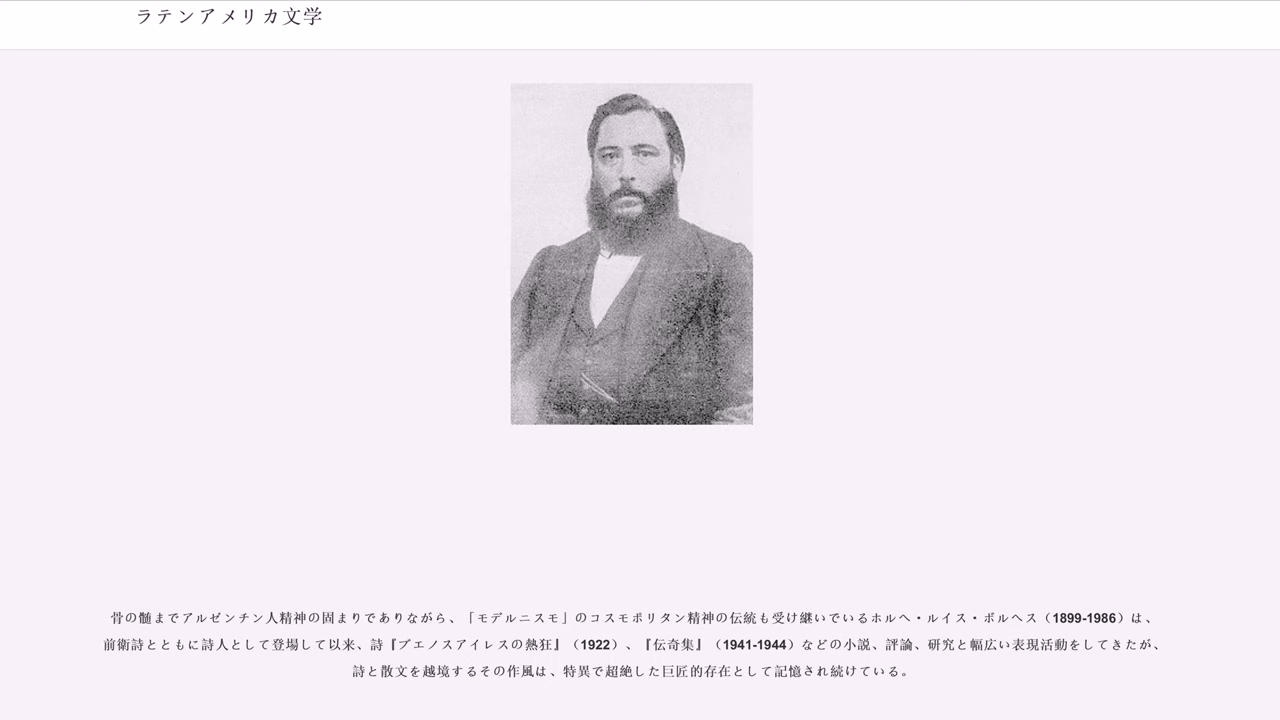 ラテンアメリカ文学
骨の髄までアルゼンチン人精神の固まりでありながら、「モデルニスモ」のコスモポリタン精神の伝統も受け継いでいるホルヘ・ルイス・ボルヘス（1899-1986）は、
前衛詩とともに詩人として登場して以来、詩『ブエノスアイレスの熱狂』（1922）、『伝奇集』（1941-1944）などの小説、評論、研究と幅広い表現活動をしてきたが、
詩と散文を越境するその作風は、特異で超絶した巨匠的存在として記憶され続けている。